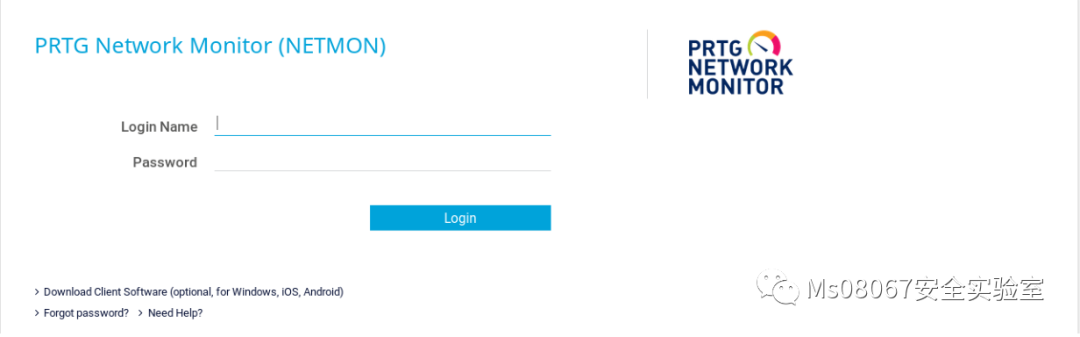 PRTG Network Monitor (NETMON)
PRTG
NETWORK
MONITOR
Login Name
Password
Login
> Download Client Software (optional, for Windows, iOS, Android)
> Forgot password? > Need Help?
Ms08067安全实验室